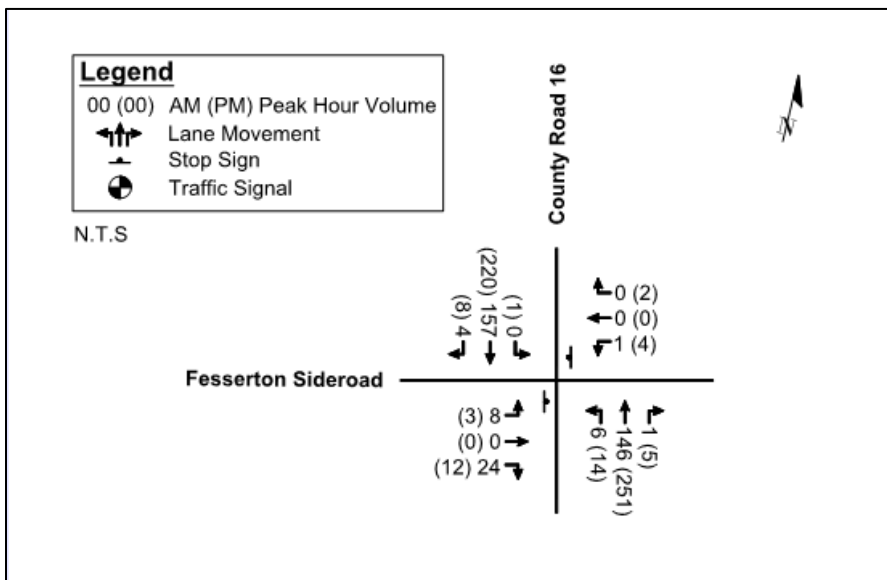 Legend
00 (00) AM (PM) Peak Hour Volume
Lane Movement
Stop Sign
Traffic Signal
N.T.S
County Road 16
N
(8) 4
(220) 157
(1) 0
0 (2)
0 (0)
1 (4)
Fesserton Sideroad
(3) 8
(0) 0
(12) 24
6 (14)
146 (251)
1 (5)